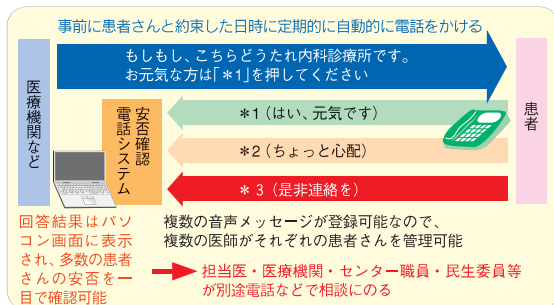 事前に患者さんと約束した日時に定期的に自動的に電話をかける
もしもし、こちらどうたれ内科診療所です。
お元気な方は「＊1」を押してください
医療機関など
安否確認
電話システム
患者
＊1（はい、元気です）
＊2（ちょっと心配）
＊3（是非連絡を）
回答結果はパソ
コン画面に表示
され、多数の患者
さんの安否を一
目で確認可能
複数の音声メッセージが登録可能なので、
複数の医師がそれぞれの患者さんを管理可能
担当医・医療機関・センター職員・民生委員等
が別途電話などで相談にのる